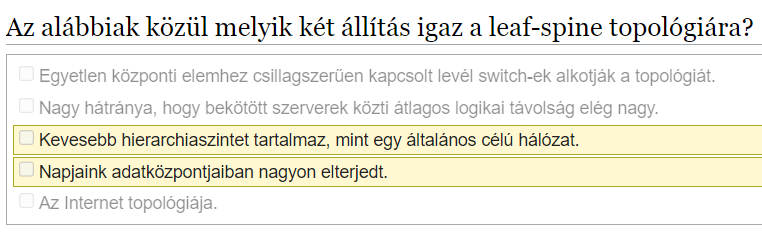 Az alábbiak közül melyik két állítás igaz a leaf-spine topológiára?
Egyetlen központi elemhez csillagszerűen kapcsolt levél switch-ek alkotják a topológiát.
Nagy hátránya, hogy bekötött szerverek közti átlagos logikai távolság elég nagy.
Kevesebb hierarchiaszintet tartalmaz, mint egy általános célú hálózat.
Napjaink adatközpontjaiban nagyon elterjedt.
Az Internet topológiája.